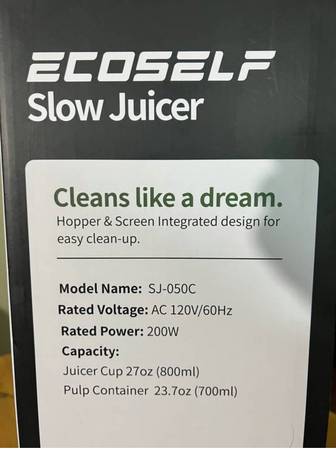 ECOSELF
Slow Juicer
Cleans like a dream.
Hopper & Screen Integrated design for
easy clean-up.
Model Name: SJ-050C
Rated Voltage: AC 120V/60Hz
Rated Power: 200W
Capacity:
Juicer Cup 27oz (800ml)
Pulp Container 23.7oz (700ml)